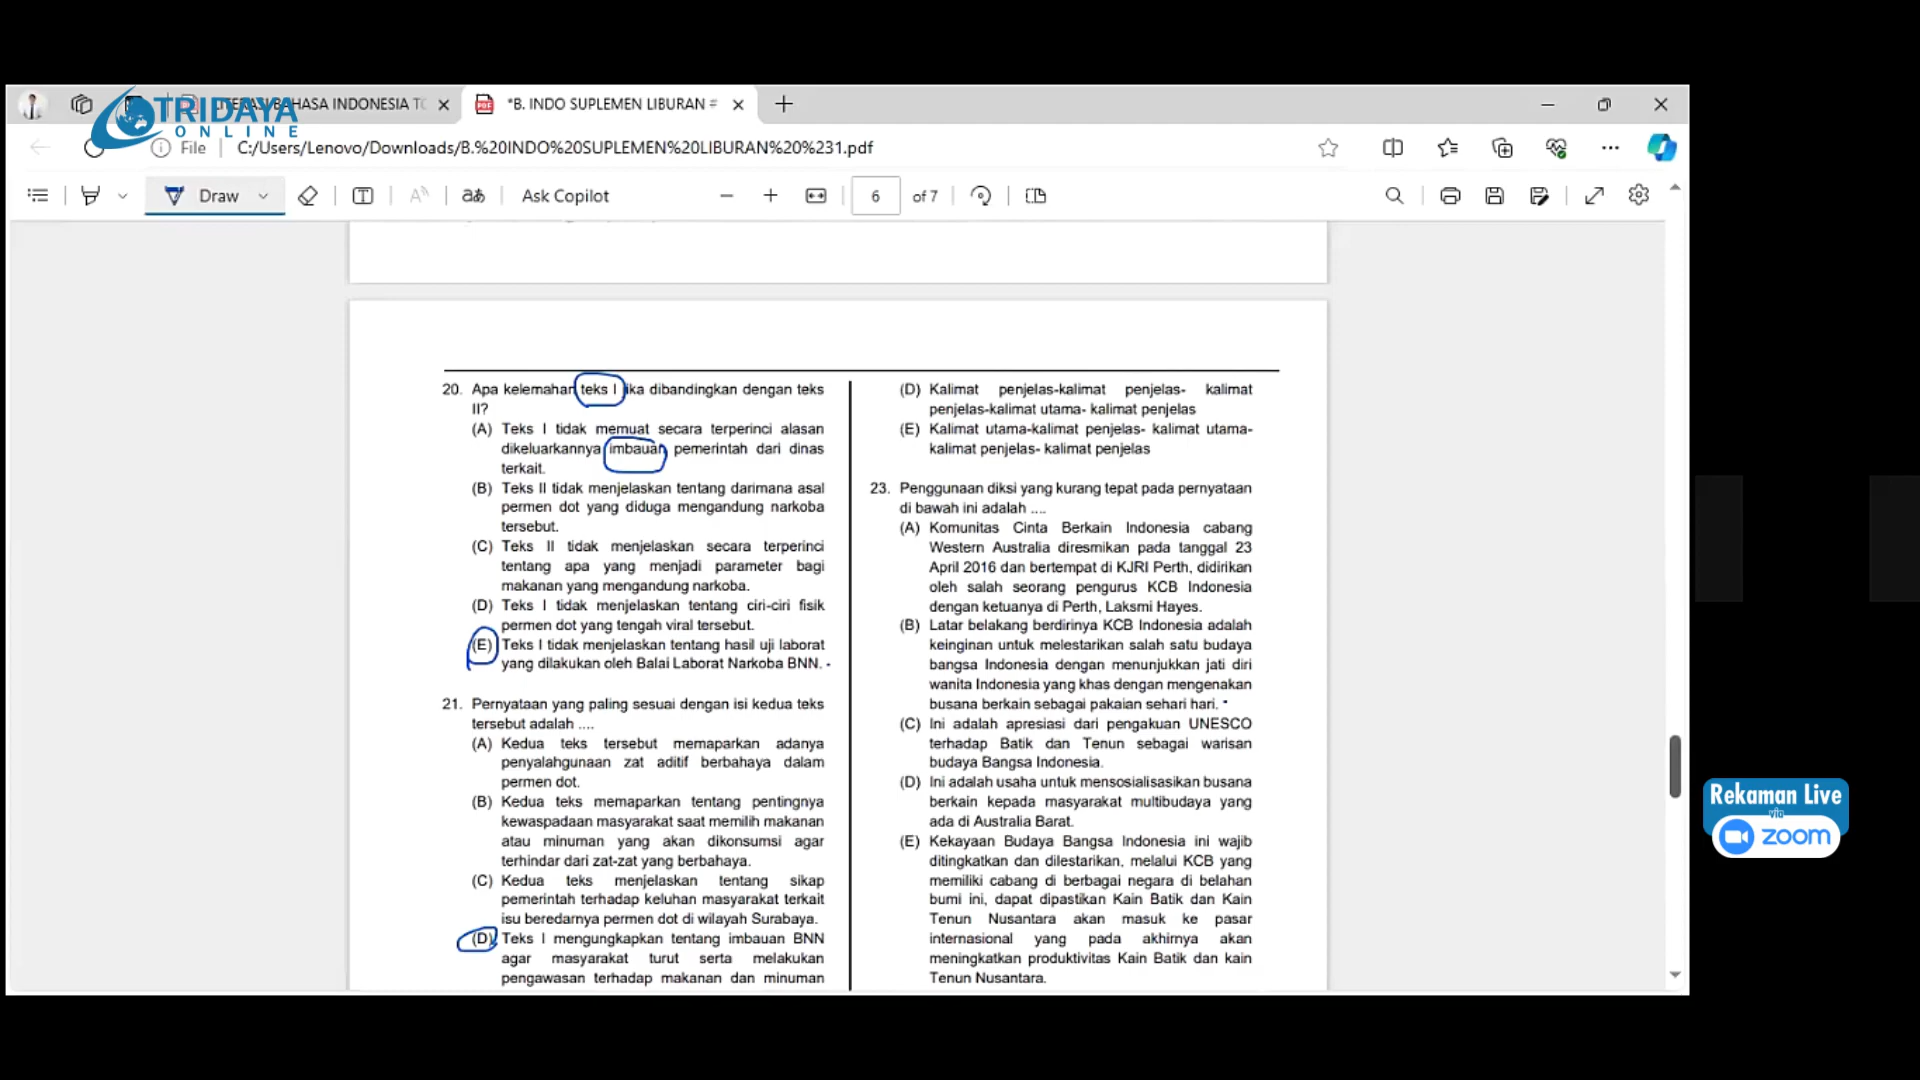 LITERASI BAHASA INDONESIA TO
*B. INDO SUPLEMEN LIBURAN #
TRIDAYA
ONLINE
File
C:/Users/Lenovo/Downloads/B.%20INDO%20SUPLEMEN%20LIBURAN%20%231.pdf
Draw
Ask Copilot
6
of 7
20. Apa kelemahan teks I jika dibandingkan dengan teks
II?
(A) Teks I tidak memuat secara terperinci alasan
dikeluarkannya imbauan pemerintah dari dinas
terkait.
(B) Teks II tidak menjelaskan tentang darimana asal
permen dot yang diduga mengandung narkoba
tersebut.
(C) Teks II tidak menjelaskan secara terperinci
tentang apa yang menjadi parameter bagi
makanan yang mengandung narkoba.
(D) Teks I tidak menjelaskan tentang ciri-ciri fisik
permen dot yang tengah viral tersebut.
(E) Teks I tidak menjelaskan tentang hasil uji laborat
yang dilakukan oleh Balai Laborat Narkoba BNN.
21. Pernyataan yang paling sesuai dengan isi kedua teks
tersebut adalah ....
(A) Kedua teks tersebut memaparkan adanya
penyalahgunaan zat aditif berbahaya dalam
permen dot.
(B) Kedua teks memaparkan tentang pentingnya
kewaspadaan masyarakat saat memilih makanan
atau minuman yang akan dikonsumsi agar
terhindar dari zat-zat yang berbahaya.
(C) Kedua teks menjelaskan tentang sikap
pemerintah terhadap keluhan masyarakat terkait
isu beredarnya permen dot di wilayah Surabaya.
(D) Teks I mengungkapkan tentang imbauan BNN
agar masyarakat turut serta melakukan
pengawasan terhadap makanan dan minuman
(D) Kalimat penjelas-kalimat penjelas- kalimat
penjelas-kalimat utama- kalimat penjelas
(E) Kalimat utama-kalimat penjelas- kalimat utama-
kalimat penjelas- kalimat penjelas
23. Penggunaan diksi yang kurang tepat pada pernyataan
di bawah ini adalah ....
(A) Komunitas Cinta Berkain Indonesia cabang
Western Australia diresmikan pada tanggal 23
April 2016 dan bertempat di KJRI Perth, didirikan
oleh salah seorang pengurus KCB Indonesia
dengan ketuanya di Perth, Laksmi Hayes.
(B) Latar belakang berdirinya KCB Indonesia adalah
keinginan untuk melestarikan salah satu budaya
bangsa Indonesia dengan menunjukkan jati diri
wanita Indonesia yang khas dengan mengenakan
busana berkain sebagai pakaian sehari hari.
(C) Ini adalah apresiasi dari pengakuan UNESCO
terhadap Batik dan Tenun sebagai warisan
budaya Bangsa Indonesia.
(D) Ini adalah usaha untuk mensosialisasikan busana
berkain kepada masyarakat multibudaya yang
ada di Australia Barat.
(E) Kekayaan Budaya Bangsa Indonesia ini wajib
ditingkatkan dan dilestarikan, melalui KCB yang
memiliki cabang di berbagai negara di belahan
bumi ini, dapat dipastikan Kain Batik dan Kain
Tenun Nusantara akan masuk ke pasar
internasional yang pada akhirnya akan
meningkatkan produktivitas Kain Batik dan kain
Tenun Nusantara.
Rekaman Live
via
zoom